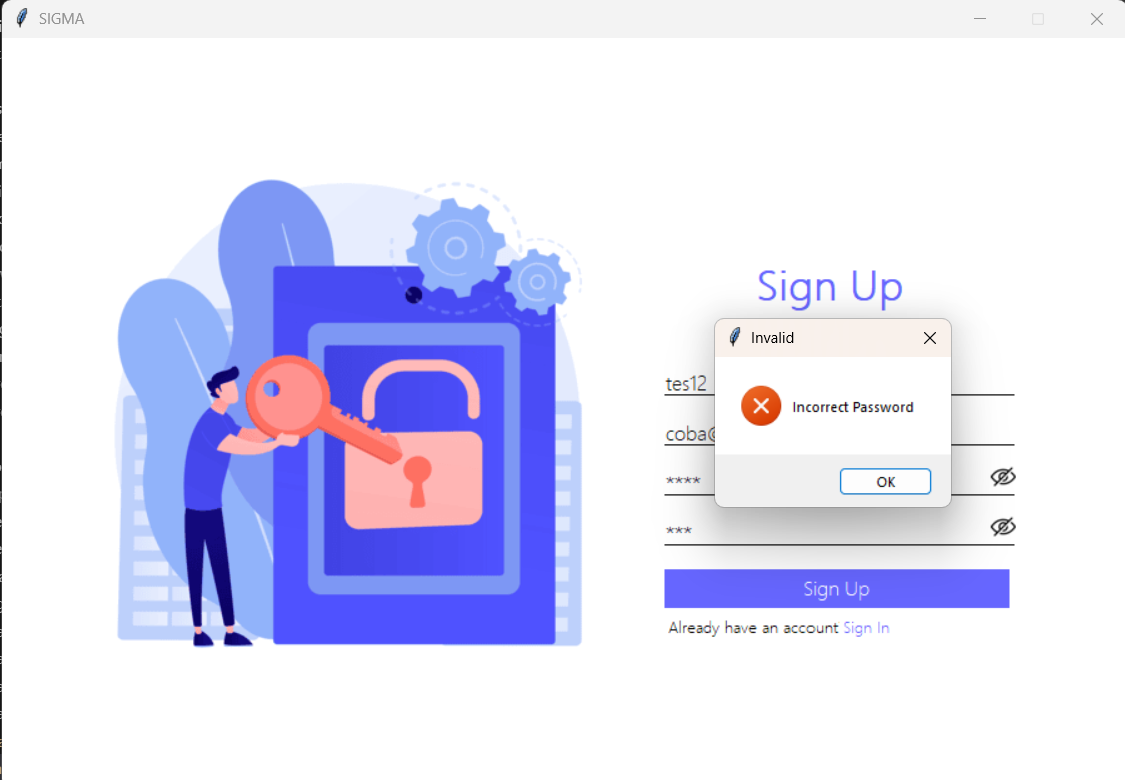 SIGMA
Sign Up
Invalid
Incorrect Password
OK
tes12
coba@
****
***
Sign Up
Already have an account Sign In